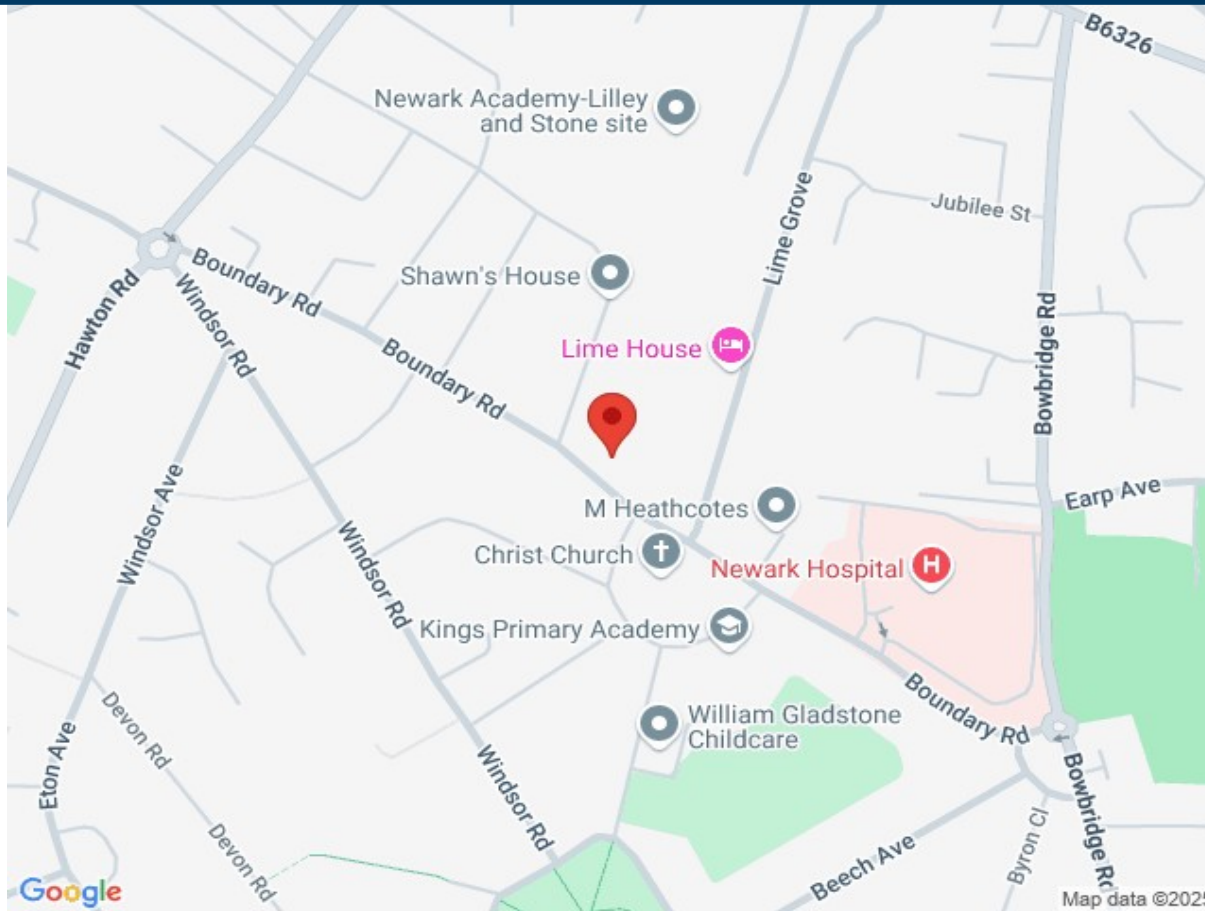 B6326
Newark Academy-Lilley
and Stone site
Jubilee St
Lime Grove
Boundary Rd
Shawn's House
Hawton Rd
Windsor Rd
Lime House
Boundary Rd
Bowbridge Rd
Windsor Ave
Earp Ave
M Heathcotes
Windsor Rd
Christ Church
Newark Hospital
H
Kings Primary Academy
Boundary Rd
Devon Rd
William Gladstone
Childcare
Eton Ave
Windsor Rd
Bowbridge Rd
Devon Rd
Beech Ave
Byron Cl
Google
Map data ©2025